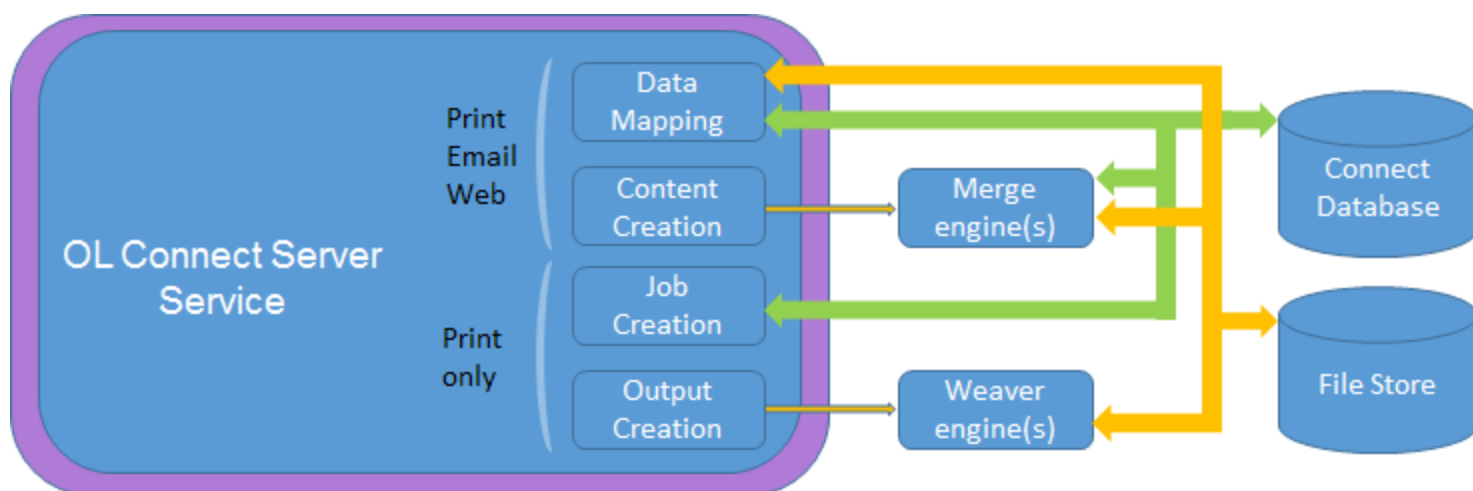 OL Connect Server
Service
Print
Email
Web
Print
only
Data
Mapping
Content
Creation
Job
Creation
Output
Creation
Merge
engine(s)
Weaver
engine(s)
Connect
Database
File Store